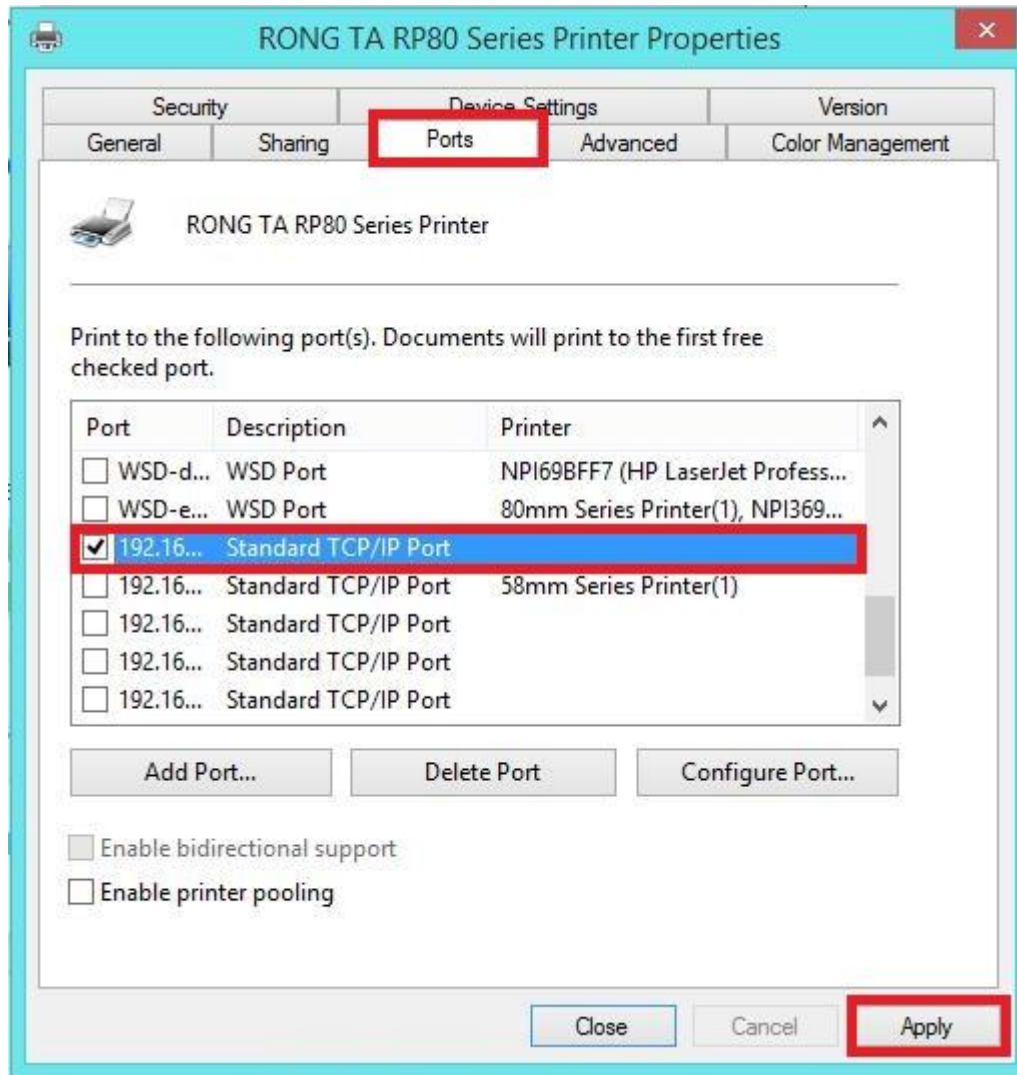 RONG TA RP80 Series Printer Properties
Security Device Settings Version
General Sharing Ports Advanced Color Management
RONG TA RP80 Series Printer
Print to the following port(s). Documents will print to the first free
checked port.
Port Description Printer
WSD-d... WSD Port NPI69BFF7 (HP LaserJet Profess...
WSD-e... WSD Port 80mm Series Printer(1), NPI369...
192.16... Standard TCP/IP Port
192.16... Standard TCP/IP Port 58mm Series Printer(1)
192.16... Standard TCP/IP Port
192.16... Standard TCP/IP Port
192.16... Standard TCP/IP Port
Add Port... Delete Port Configure Port...
Enable bidirectional support
Enable printer pooling
Close Cancel Apply